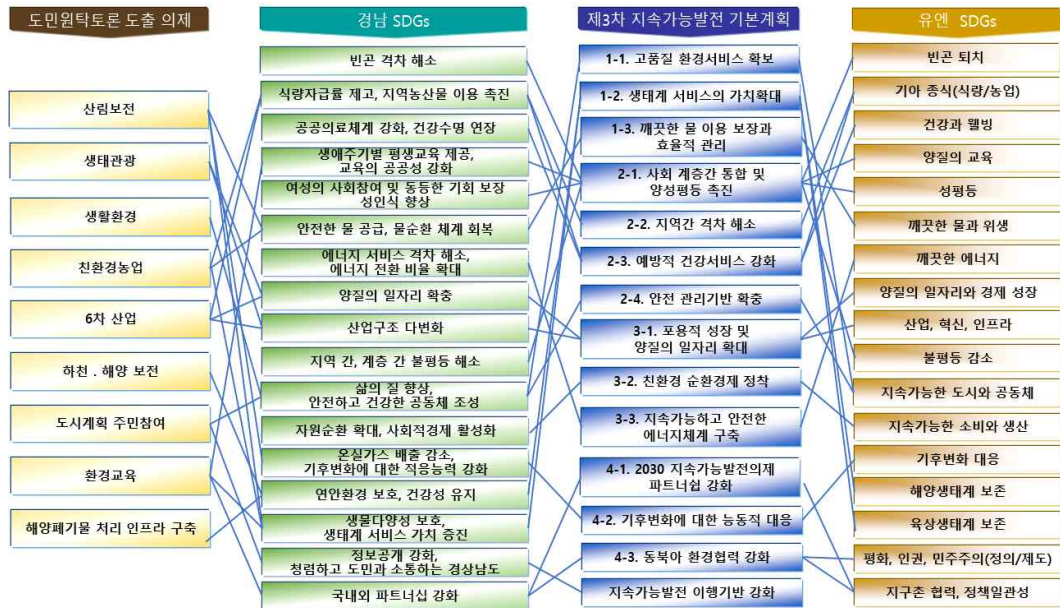 도민원탁토론 도출 의제
산림보전
생태관광
생활환경
친환경농업
6차 산업
하천 . 해양 보전
도시계획 주민참여
환경교육
해양폐기물 처리 인프라 구축
경남 SDGs
빈곤 격차 해소
식량자급률 제고, 지역농산물 이용 촉진
공공의료체계 강화, 건강수명 연장
생애주기별 평생교육 제공,
교육의 공공성 강화
여성의 사회참여 및 동등한 기회 보장
성인식 향상
안전한 물 공급, 물순환 체계 회복
에너지 서비스 격차 해소,
에너지 전환 비율 확대
양질의 일자리 확충
산업구조 다변화
지역 간, 계층 간 불평등 해소
삶의 질 향상,
안전하고 건강한 공동체 조성
자원순환 확대, 사회적경제 활성화
온실가스 배출 감소,
기후변화에 대한 적응능력 강화
연안환경 보호, 건강성 유지
생물다양성 보호,
생태계 서비스 가치 증진
정보공개 강화,
청렴하고 도민과 소통하는 경상남도
국내외 파트너십 강화
제3차 지속가능발전 기본계획
1-1. 고품질 환경서비스 확보
1-2. 생태계 서비스의 가치확대
1-3. 깨끗한 물 이용 보장과
효율적 관리
2-1. 사회 계층간 통합 및
양성평등 촉진
2-2. 지역간 격차 해소
2-3. 예방적 건강서비스 강화
2-4. 안전 관리기반 확충
3-1. 포용적 성장 및
양질의 일자리 확대
3-2. 친환경 순환경제 정착
3-3. 지속가능하고 안전한
에너지체계 구축
4-1. 2030 지속가능발전의제
파트너쉽 강화
4-2. 기후변화에 대한 능동적 대응
4-3. 동북아 환경협력 강화
지속가능발전 이행기반 강화
유엔 SDGs
빈곤 퇴치
기아 종식(식량/농업)
건강과 웰빙
양질의 교육
성평등
깨끗한 물과 위생
깨끗한 에너지
양질의 일자리와 경제 성장
산업, 혁신, 인프라
불평등 감소
지속가능한 도시와 공동체
지속가능한 소비와 생산
기후변화 대응
해양생태계 보존
육상생태계 보존
평화, 인권, 민주주의(정의/제도)
지구촌 협력, 정책일관성